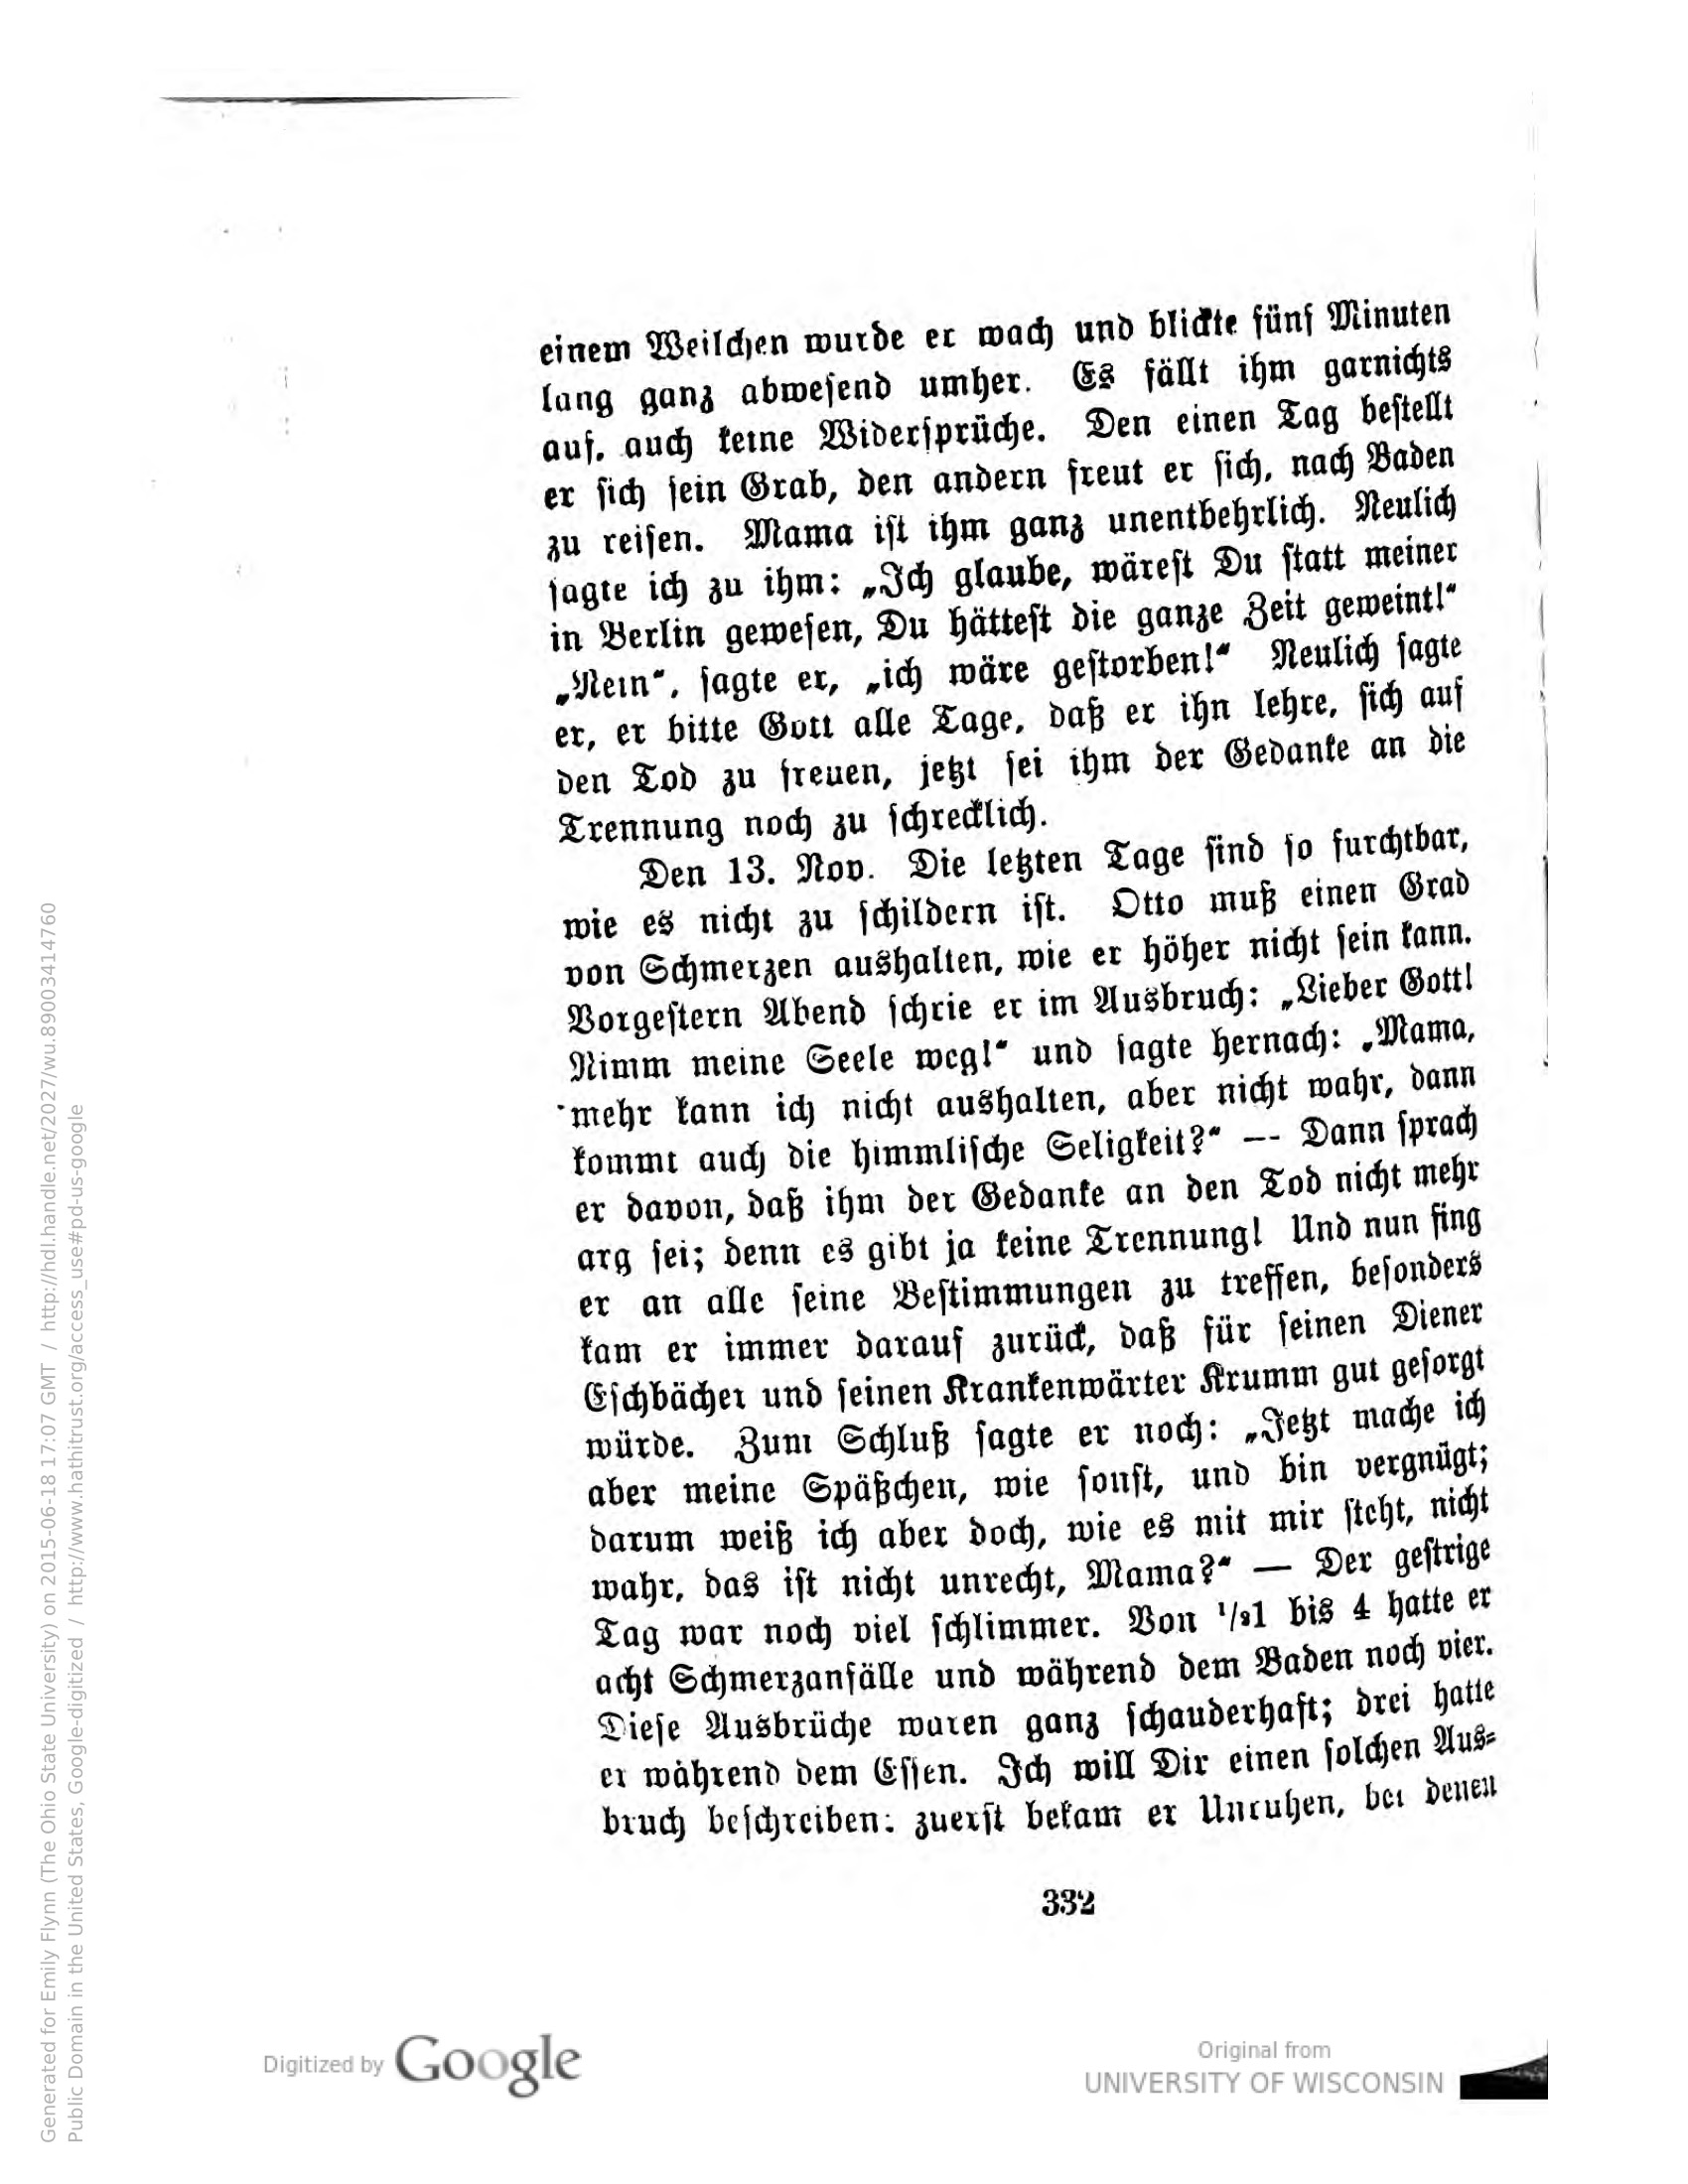 einem Weilchen wurde er wach und blickte fünf Minuten
lang ganz abwesend umher. Es fällt ihm garnichts
auf, auch keine Widersprüche. Den einen Tag bestellt
er sich sein Grab, den andern freut er sich, nach Baden
zu reisen. Mama ist ihm ganz unentbehrlich. Neulich
sagte ich zu ihm: „Ich glaube, wärest Du statt meiner
in Berlin gewesen, Du hättest die ganze Zeit geweint!“
„Nein“, sagte er, „ich wäre gestorben!“ Neulich sagte
er, er bitte Gott alle Tage, daß er ihn lehre, sich auf
den Tod zu freuen, jetzt sei ihm der Gedanke an die
Trennung noch zu schrecklich.
Den 13. Nov. Die letzten Tage sind so furchtbar,
wie es nicht zu schildern ist. Otto muß einen Grad
von Schmerzen aushalten, wie er höher nicht sein kann.
Vorgestern Abend schrie er im Ausbruch: „Lieber Gott!
Nimm meine Seele weg!“ und sagte hernach: „Mama,
mehr kann ich nicht aushalten, aber nicht wahr, dann
kommt auch die himmlische Seligkeit?“ — Dann sprach
er davon, daß ihm der Gedanke an den Tod nicht mehr
arg sei; denn es gibt ja keine Trennung! Und nun fing
er an alle seine Bestimmungen zu treffen, besonders
kam er immer darauf zurück, daß für seinen Diener
Eschbächer und seinen Krankenwärter Krumm gut gesorgt
würde. Zum Schluß sagte er noch: „Jetzt mache ich
aber meine Späßchen, wie sonst, und bin vergnügt;
darum weiß ich aber doch, wie es mit mir steht, nicht
wahr, das ist nicht unrecht, Mama?“ — Der gestrige
Tag war noch viel schlimmer. Von ½1 bis 4 hatte er
acht Schmerzanfälle und während dem Baden noch vier.
Diese Ausbrüche waren ganz schauderhaft; drei hatte
er während dem Essen. Ich will Dir einen solchen Aus-
bruch beschreiben: zuerst bekam er Unruhen, bei denen
332
Digitized by Google
Original from
UNIVERSITY OF WISCONSIN
Generated for Emily Flynn (The Ohio State University) on 2015-06-18 17:07 GMT / http://hdl.handle.net/2027/wu.89003414760
Public Domain in the United States, Google-digitized / http://www.hathitrust.org/access_use#pd-us-google